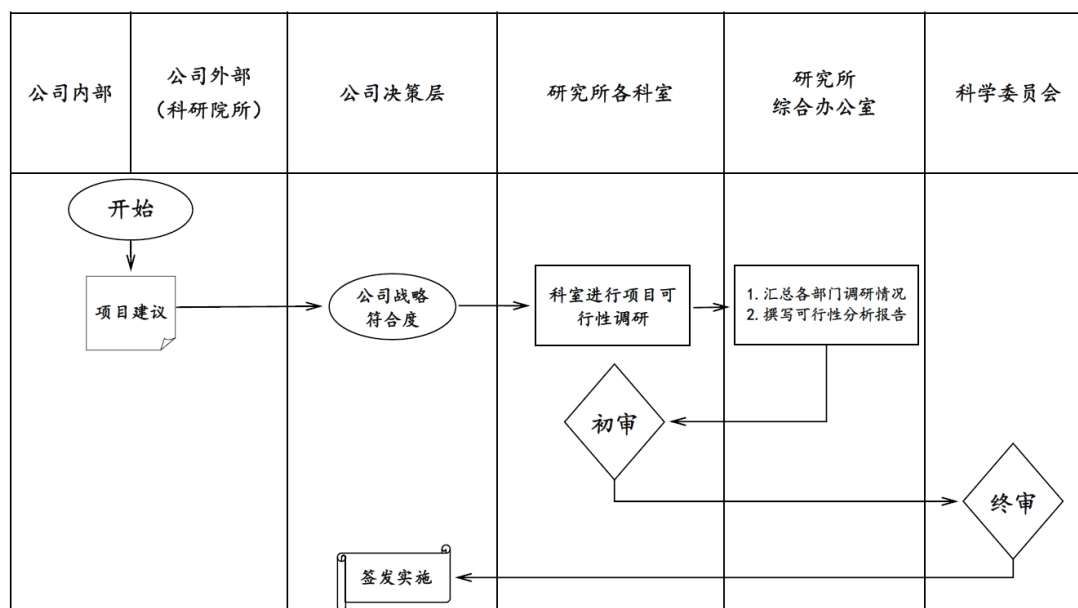 公司内部
公司外部
（科研院所）
公司决策层
研究所各科室
研究所
综合办公室
科学委员会
开始
项目建议
公司战略
符合度
科室进行项目可
行性调研
1.汇总各部门调研情况
2.撰写可行性分析报告
初审
终审
签发实施